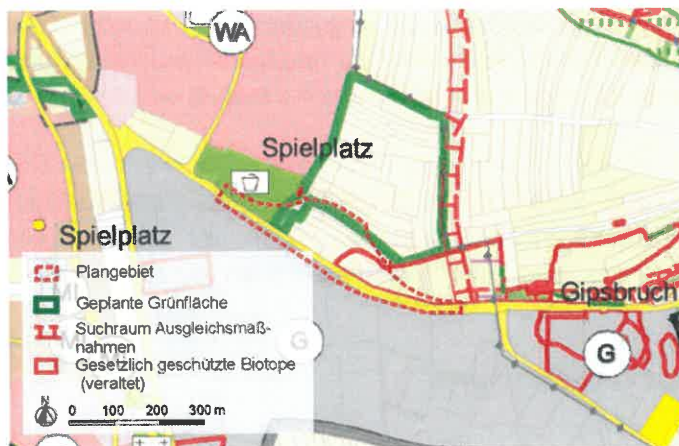 WA
Spielplatz
Spielplatz
Plangebiet
Geplante Grünfläche
Suchraum Ausgleichsmaß-
nahmen
Gesetzlich geschützte Biotope
(veraltet)
N
0 100 200 300 m
G
Gipsbruch
G